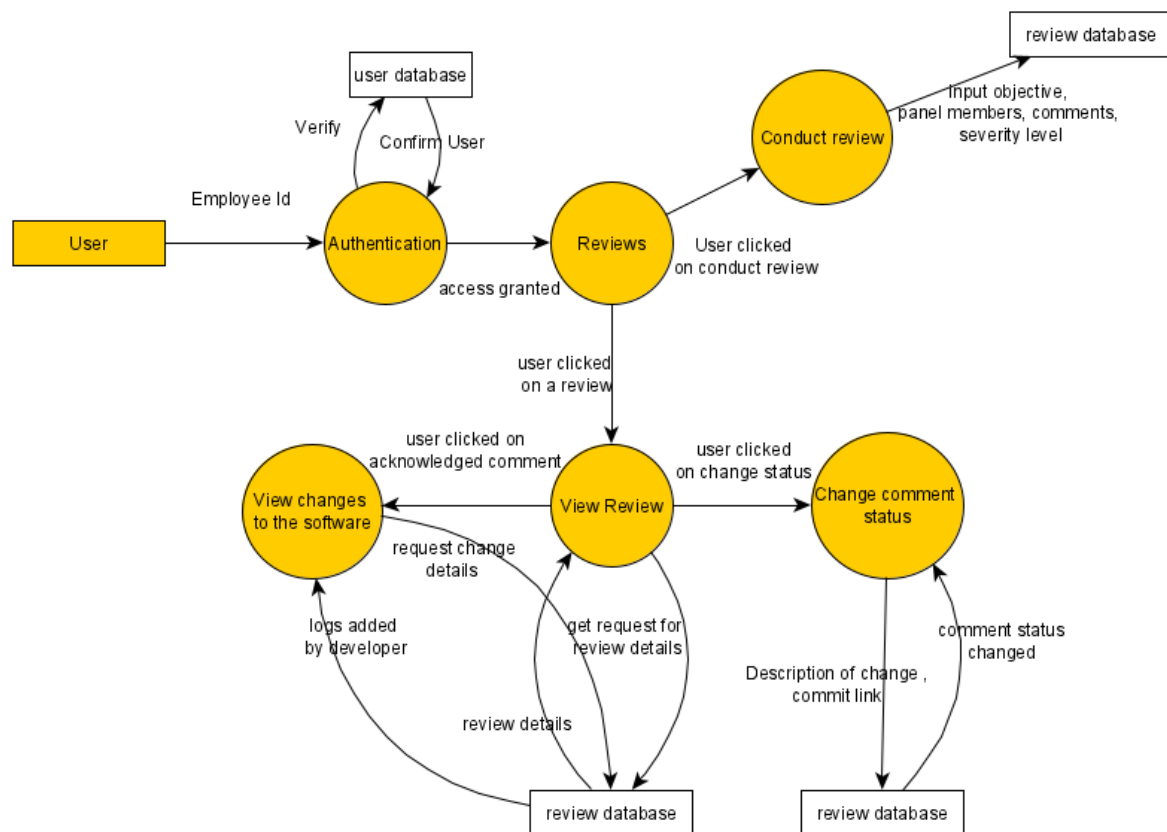 review database
user database
Input objective,
panel members, comments,
severity level
Verify
Confirm User
Conduct review
Employee Id
User
Authentication
Reviews
User clicked
on conduct review
access granted
user clicked
on a review
user clicked on
acknowledged comment
user clicked
on change status
View changes
to the software
View Review
Change comment
status
request change
details
logs added
by developer
get request for
review details
comment status
changed
Description of change ,
commit link
review details
review database
review database